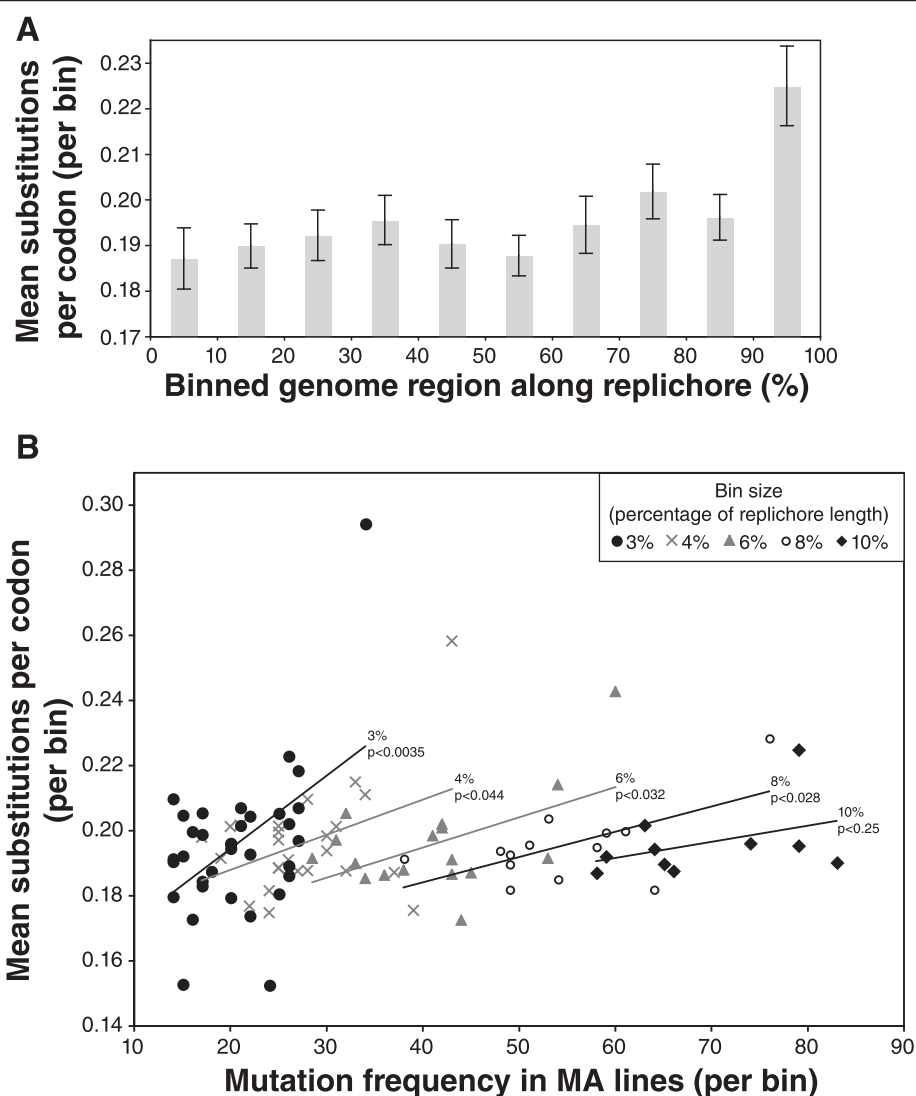 A
Mean substitutions
per codon (per bin)
0.23
0.22
0.21
0.20
0.19
0.18
0.17
0 10 20 30 40 50 60 70 80 90 100
Binned genome region along replichore (%)
B
Mean substitutions per codon
(per bin)
0.30
0.28
0.26
0.24
0.22
0.20
0.18
0.16
0.14
Bin size
(percentage of replichore length)
3% 4% 6% 8% 10%
3%
p<0.0035
4%
p<0.044
6%
p<0.032
8%
p<0.028
10%
p<0.25
10 20 30 40 50 60 70 80 90
Mutation frequency in MA lines (per bin)